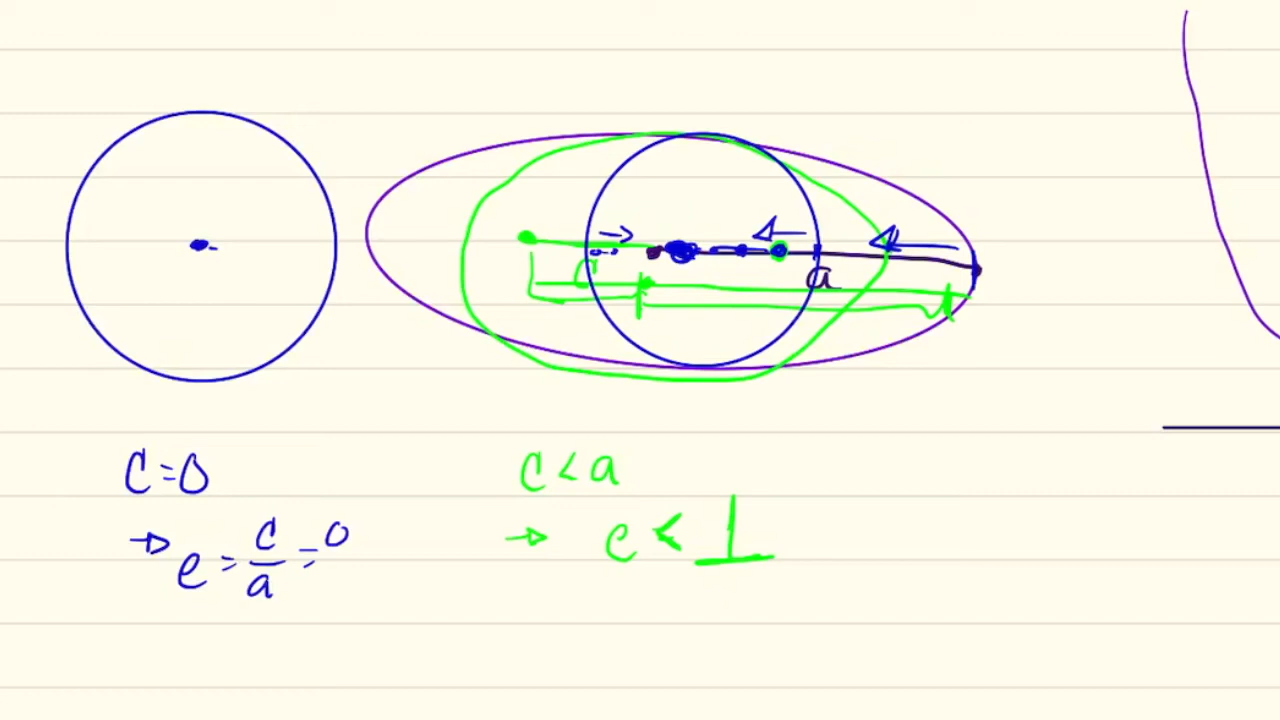 a
c
c=0
→ e = c/a = 0
c < a
→ e < 1